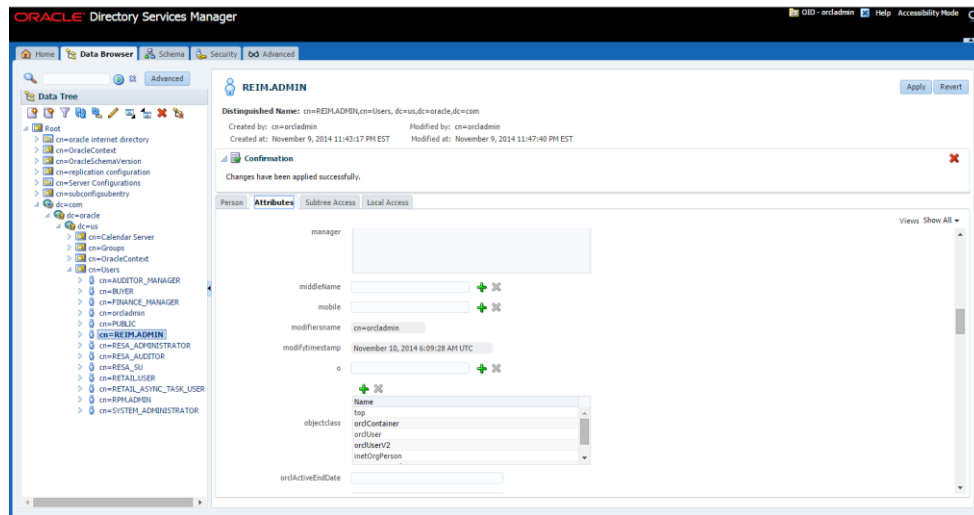 ORACLE Directory Services Manager
OID - orcladmin Help Accessibility Mode
Home Data Browser Schema Security Advanced
Advanced
Data Tree
Root
cn=oracle internet directory
cn=OracleContext
cn=OracleSchemaVersion
cn=replication configuration
cn=Server Configurations
cn=subconfigsubentry
dc=com
dc=oracle
dc=us
cn=Calendar Server
cn=Groups
cn=OracleContext
cn=Users
cn=AUDITOR_MANAGER
cn=BUYER
cn=FINANCE_MANAGER
cn=orcladmin
cn=PUBLIC
cn=REIM.ADMIN
cn=RESA_ADMINISTRATOR
cn=RESA_AUDITOR
cn=RESA_SU
cn=RETAIL.USER
cn=RETAIL_ASYNC_TASK_USER
cn=RPM.ADMIN
cn=SYSTEM_ADMINISTRATOR
REIM.ADMIN
Apply Revert
Distinguished Name: cn=REIM.ADMIN,cn=Users, dc=us,dc=oracle,dc=com
Created by: cn=orcladmin Modified by: cn=orcladmin
Created at: November 9, 2014 11:43:17 PM EST Modified at: November 9, 2014 11:47:40 PM EST
Confirmation
Changes have been applied successfully.
Person Attributes Subtree Access Local Access
Views Show All
manager
middleName
mobile
modifiersname cn=orcladmin
modifytimestamp November 10, 2014 6:09:28 AM UTC
o
Name
top
objectclass orclContainer
orclUser
orclUserV2
inetOrgPerson
orclActiveEndDate